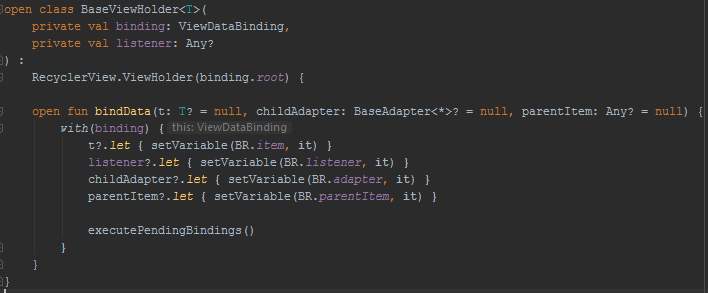 open class BaseViewHolder<T>(
    private val binding: ViewDataBinding,
    private val listener: Any?
) :
    RecyclerView.ViewHolder(binding.root) {

    open fun bindData(t: T? = null, childAdapter: BaseAdapter<*>? = null, parentItem: Any? = null) {
        with(binding) { this: ViewDataBinding
            t?.let { setVariable(BR.item, it) }
            listener?.let { setVariable(BR.listener, it) }
            childAdapter?.let { setVariable(BR.adapter, it) }
            parentItem?.let { setVariable(BR.parentItem, it) }

            executePendingBindings()
        }
    }
}